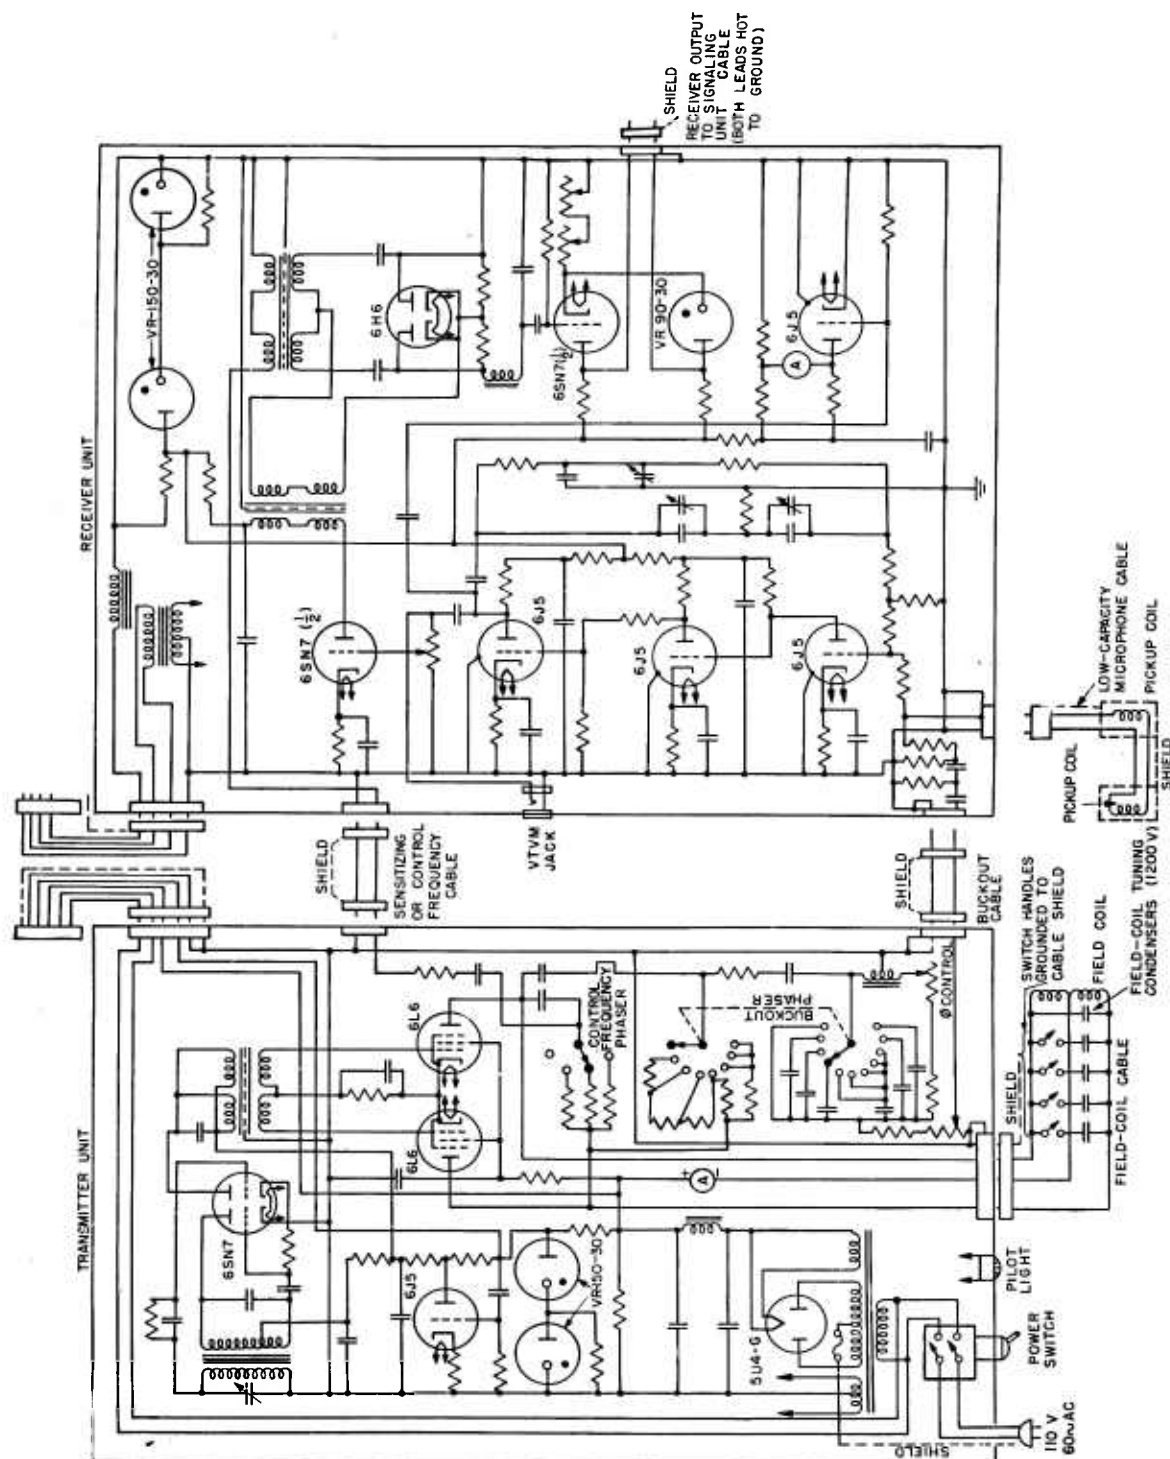 SHIELD
RECEIVER OUTPUT
TO SIGNALING
UNIT CABLE
(BOTH LEADS HOT
TO GROUND)
RECEIVER UNIT
VR-150-30
6H6
6SN7(½)
VR 90-30
6J5
A
6SN7 (½)
6J5
6J5
6J5
VTVM
JACK
SHIELD
SENSITIZING
OR CONTROL
FREQUENCY
CABLE
SHIELD
BUCKOUT
CABLE
LOW-CAPACITY
MICROPHONE CABLE
PICKUP COIL
PICKUP COIL
SHIELD
TRANSMITTER UNIT
6SN7
6L6
6L6
6J5
VR150-30
5U4-G
CONTROL
FREQUENCY
PHASER
BUCKOUT
PHASER
ØCONTROL
+
A
-
SHIELD
SWITCH HANDLES
GROUNDED TO
CABLE SHIELD
FIELD COIL
FIELD-COIL TUNING
CONDENSERS (1200 V)
FIELD-COIL CABLE
PILOT
LIGHT
POWER
SWITCH
110 V
60~AC
SHIELD